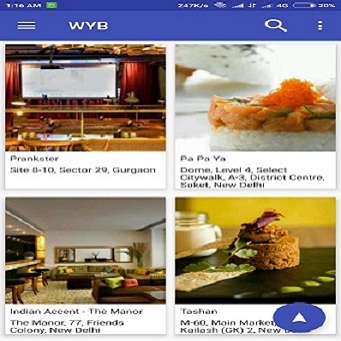 1:16 AM 247K/s 4G 20%
WYB
Prankster
Site 8-10, Sector 29, Gurgaon
Pa Pa Ya
Dome, Level 4, Select
Citywalk, A-3, District Centre,
Saket, New Delhi
Indian Accent - The Manor
The Manor, 77, Friends
Colony, New Delhi
Tashan
M-60, Main Market,
Kailash (GK) 2, New Delhi